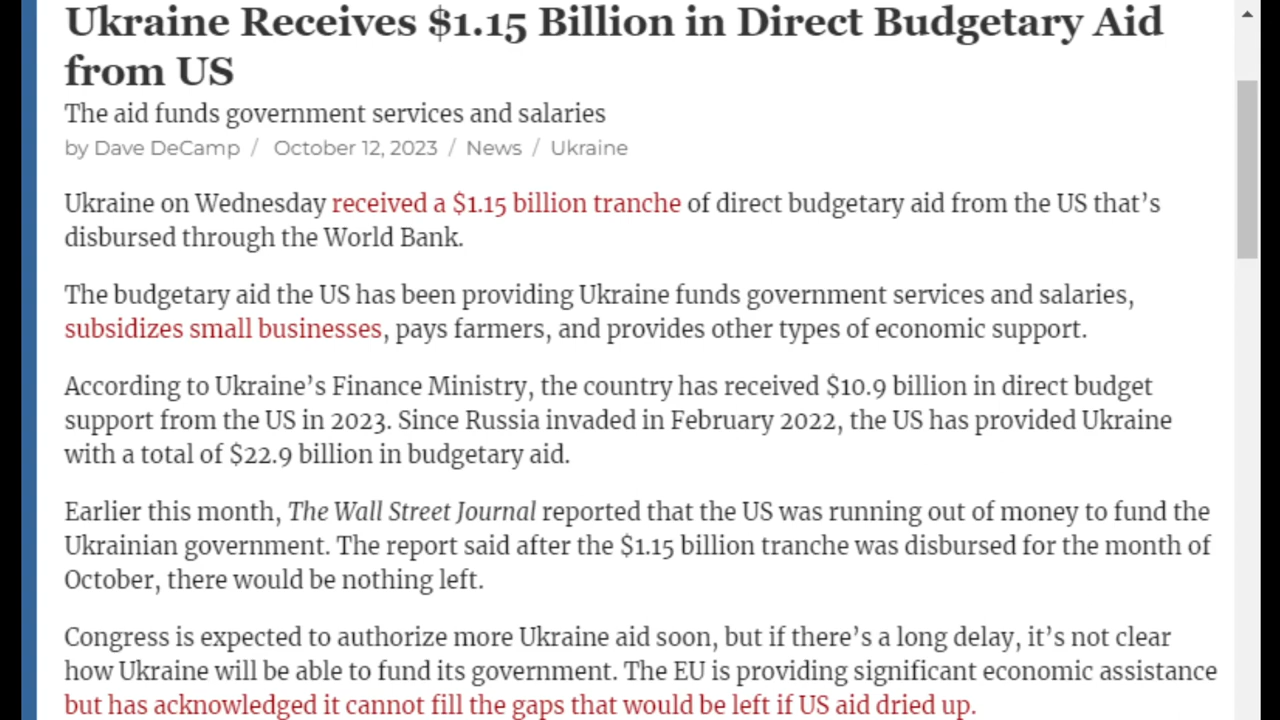 Ukraine Receives $1.15 Billion in Direct Budgetary Aid
from US
The aid funds government services and salaries
by Dave DeCamp / October 12, 2023 / News / Ukraine
Ukraine on Wednesday received a $1.15 billion tranche of direct budgetary aid from the US that’s
disbursed through the World Bank.
The budgetary aid the US has been providing Ukraine funds government services and salaries,
subsidizes small businesses, pays farmers, and provides other types of economic support.
According to Ukraine’s Finance Ministry, the country has received $10.9 billion in direct budget
support from the US in 2023. Since Russia invaded in February 2022, the US has provided Ukraine
with a total of $22.9 billion in budgetary aid.
Earlier this month, The Wall Street Journal reported that the US was running out of money to fund the
Ukrainian government. The report said after the $1.15 billion tranche was disbursed for the month of
October, there would be nothing left.
Congress is expected to authorize more Ukraine aid soon, but if there’s a long delay, it’s not clear
how Ukraine will be able to fund its government. The EU is providing significant economic assistance
but has acknowledged it cannot fill the gaps that would be left if US aid dried up.